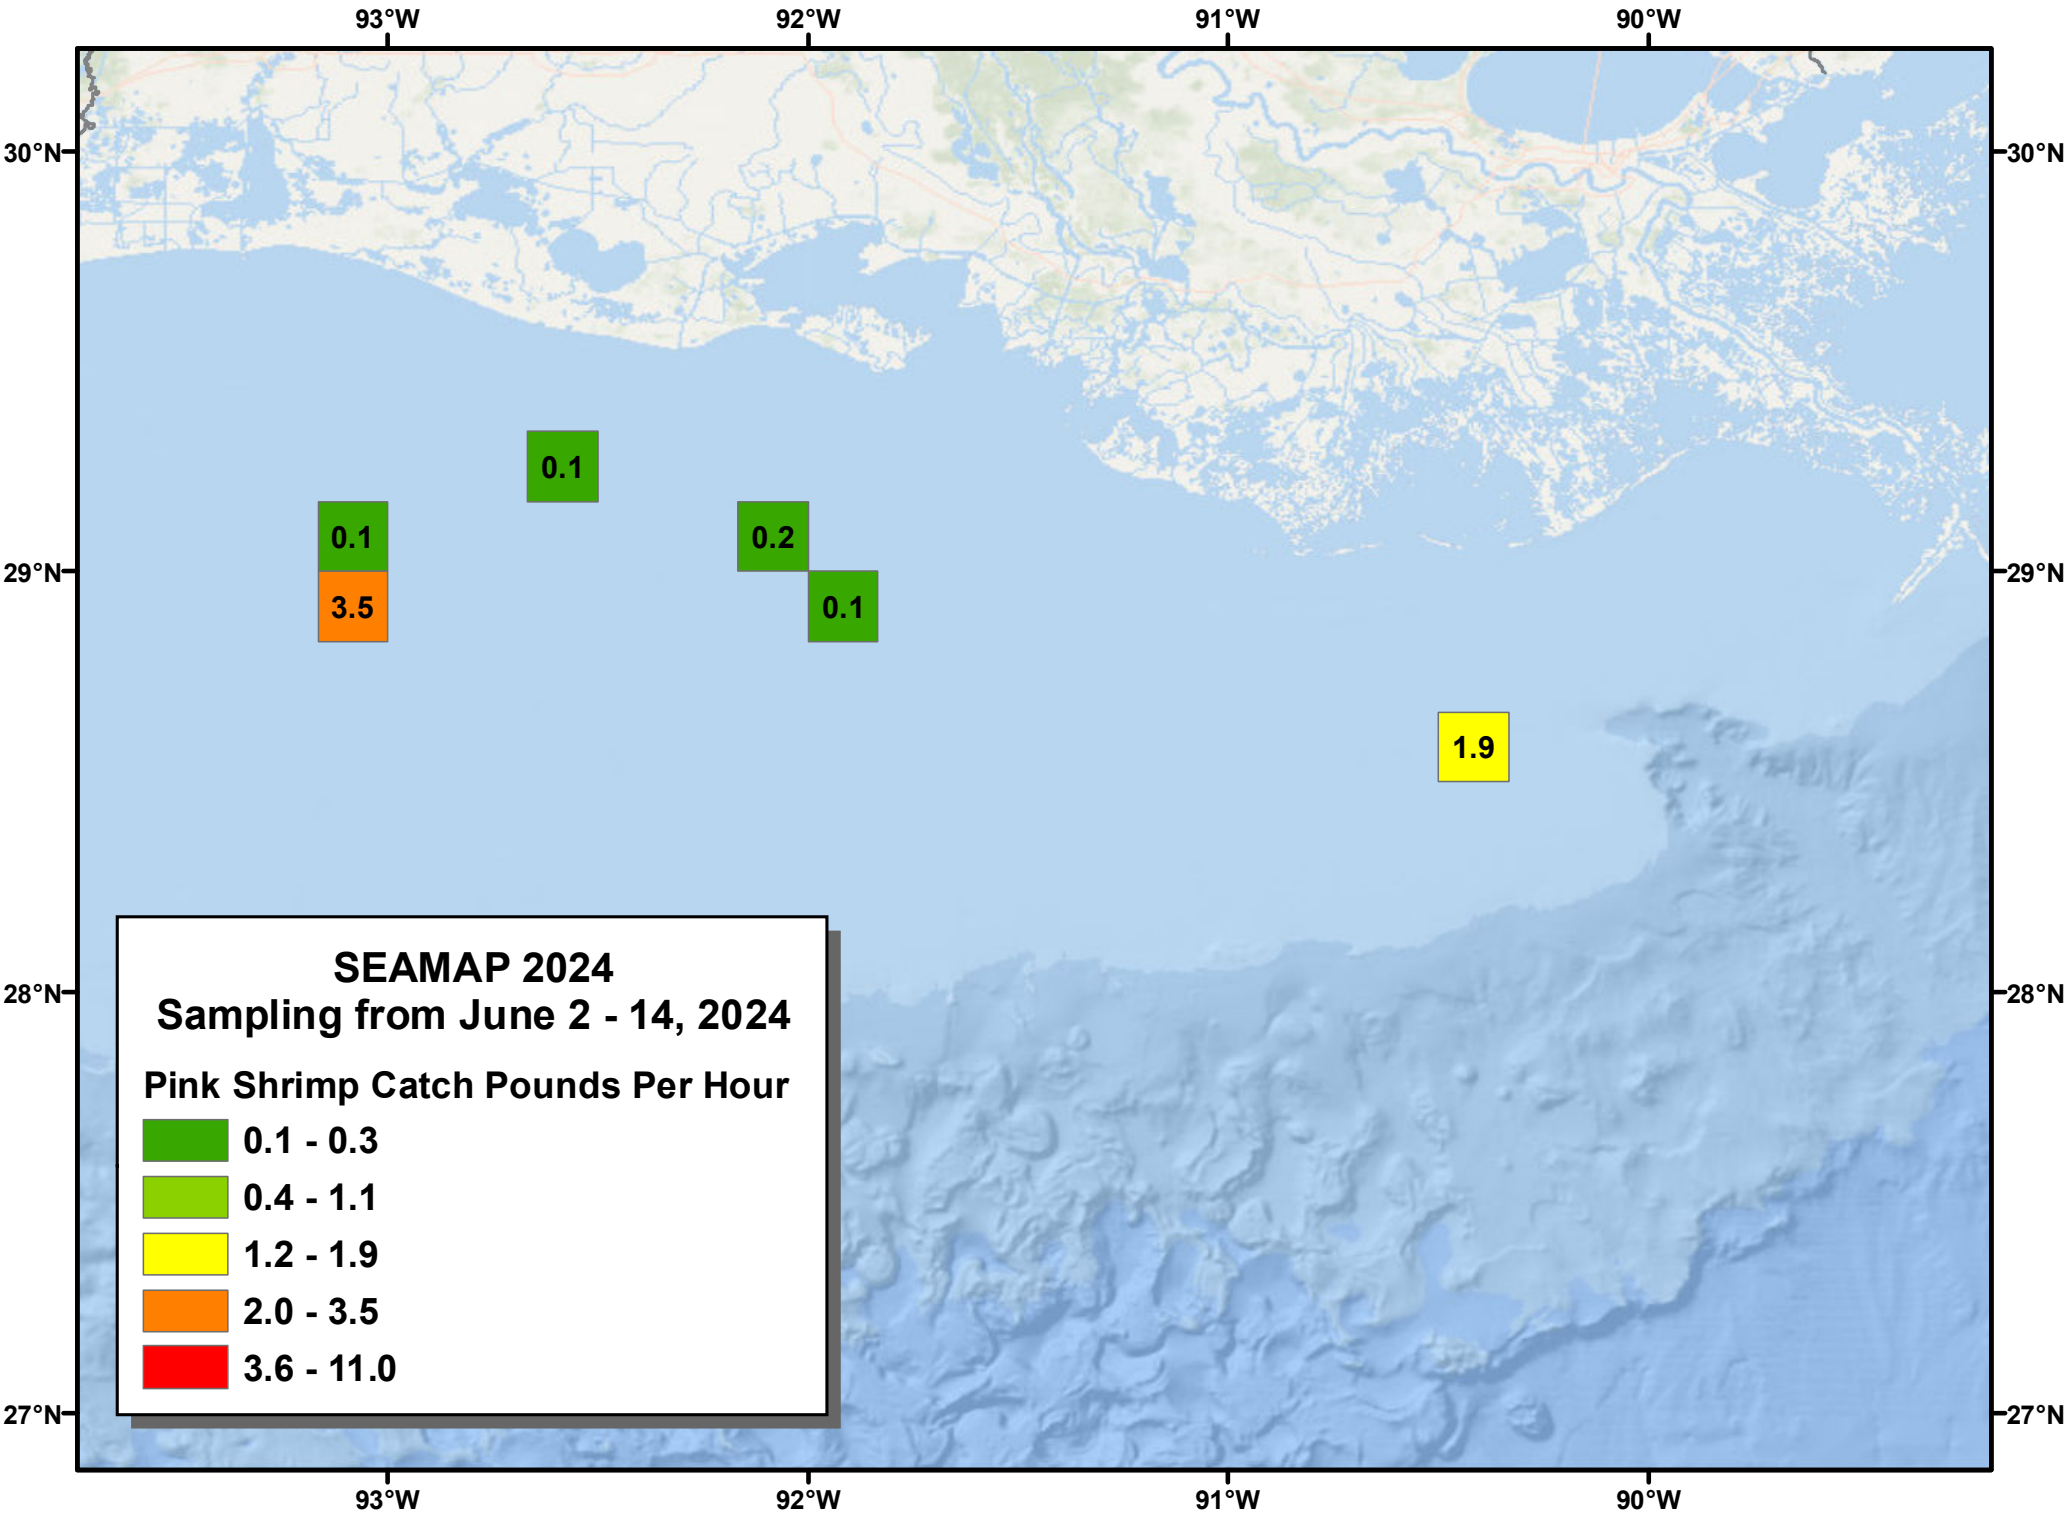 93°W 92°W 91°W 90°W
30°N 30°N
0.1
0.1 0.2
29°N 29°N
3.5 0.1
1.9
SEAMAP 2024
28°N 28°N
Sampling from June 2 - 14, 2024
Pink Shrimp Catch Pounds Per Hour
0.1 - 0.3
0.4 - 1.1
1.2 - 1.9
2.0 - 3.5
3.6 - 11.0
27°N 27°N
93°W 92°W 91°W 90°W